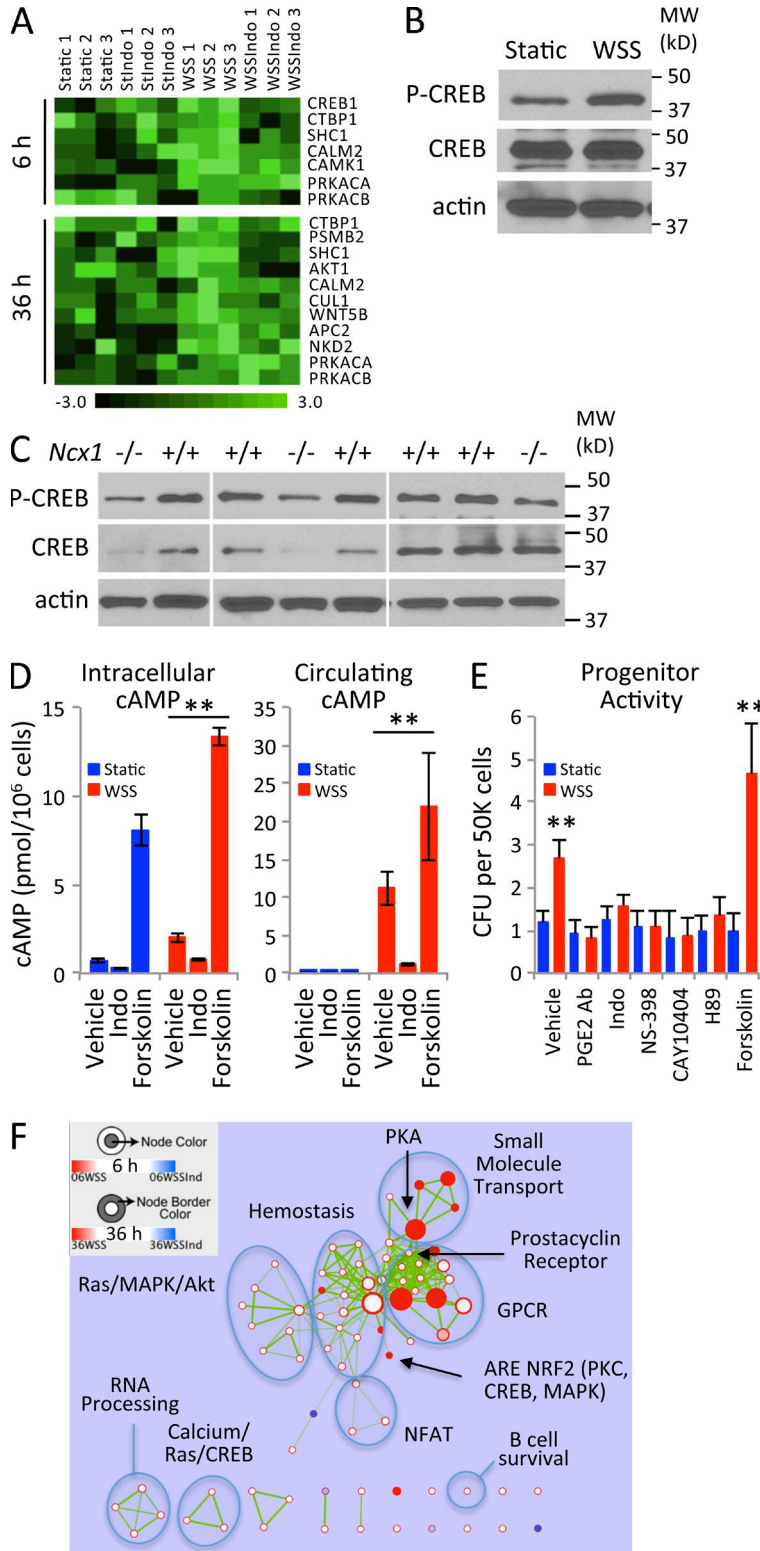 A
Static 1
Static 2
Static 3
StIndo 1
StIndo 2
StIndo 3
WSS 1
WSS 2
WSS 3
WSSIndo 1
WSSIndo 2
WSSIndo 3
6 h
CREB1
CTBP1
SHC1
CALM2
CAMK1
PRKACA
PRKACB
36 h
CTBP1
PSMB2
SHC1
AKT1
CALM2
CUL1
WNT5B
APC2
NKD2
PRKACA
PRKACB
-3.0 3.0
B
Static WSS
MW
(kD)
P-CREB
50
37
CREB
50
37
actin
37
C
Ncx1 -/- +/+ +/+ -/- +/+ +/+ +/+ -/-
MW
(kD)
P-CREB
50
37
CREB
50
37
actin
37
D
Intracellular
cAMP
**
cAMP (pmol/10⁶ cells)
15
10
5
0
Static
WSS
Vehicle
Indo
Forskolin
Vehicle
Indo
Forskolin
Circulating
cAMP
**
35
30
25
20
15
10
5
0
Static
WSS
Vehicle
Indo
Forskolin
Vehicle
Indo
Forskolin
E
Progenitor
Activity
**
**
CFU per 50K cells
6
5
4
3
2
1
0
Static
WSS
Vehicle
PGE2 Ab
Indo
NS-398
CAY10404
H89
Forskolin
F
Node Color
6 h
06WSS 06WSSInd
Node Border
Color
36 h
36WSS 36WSSInd
PKA
Small
Molecule
Transport
Hemostasis
Prostacyclin
Receptor
Ras/MAPK/Akt
GPCR
ARE NRF2 (PKC,
CREB, MAPK)
RNA
Processing
Calcium/
Ras/CREB
NFAT
B cell
survival